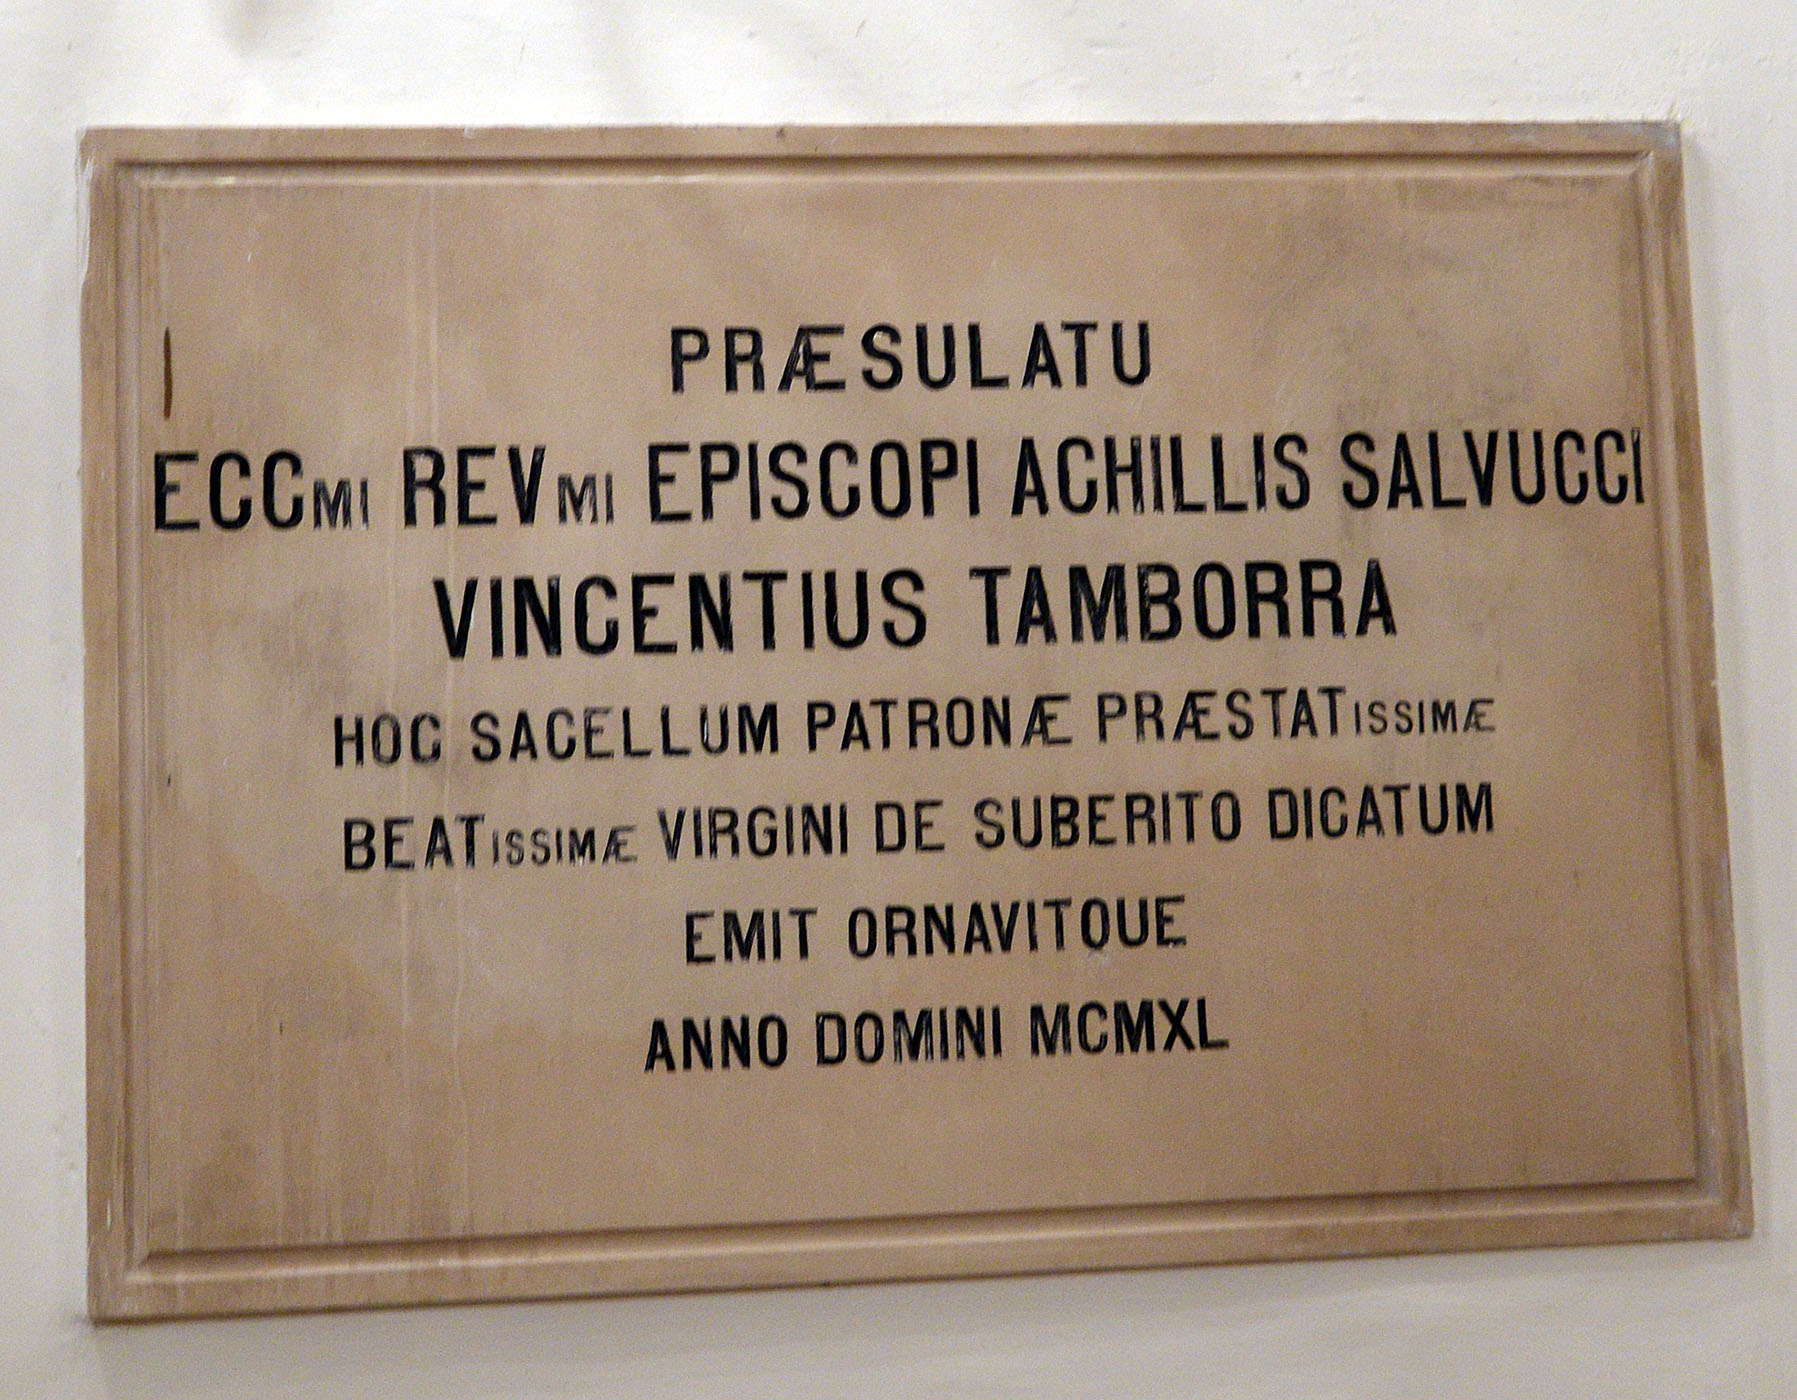 PRÆSULATU
ECCMI REVMI EPISCOPI ACHILLIS SALVUCCI
VINCENTIUS TAMBORRA
HOC SACELLUM PATRONÆ PRÆSTATISSIMÆ
BEATISSIMÆ VIRGINI DE SUBERITO DICATUM
EMIT ORNAVITQUE
ANNO DOMINI MCMXL